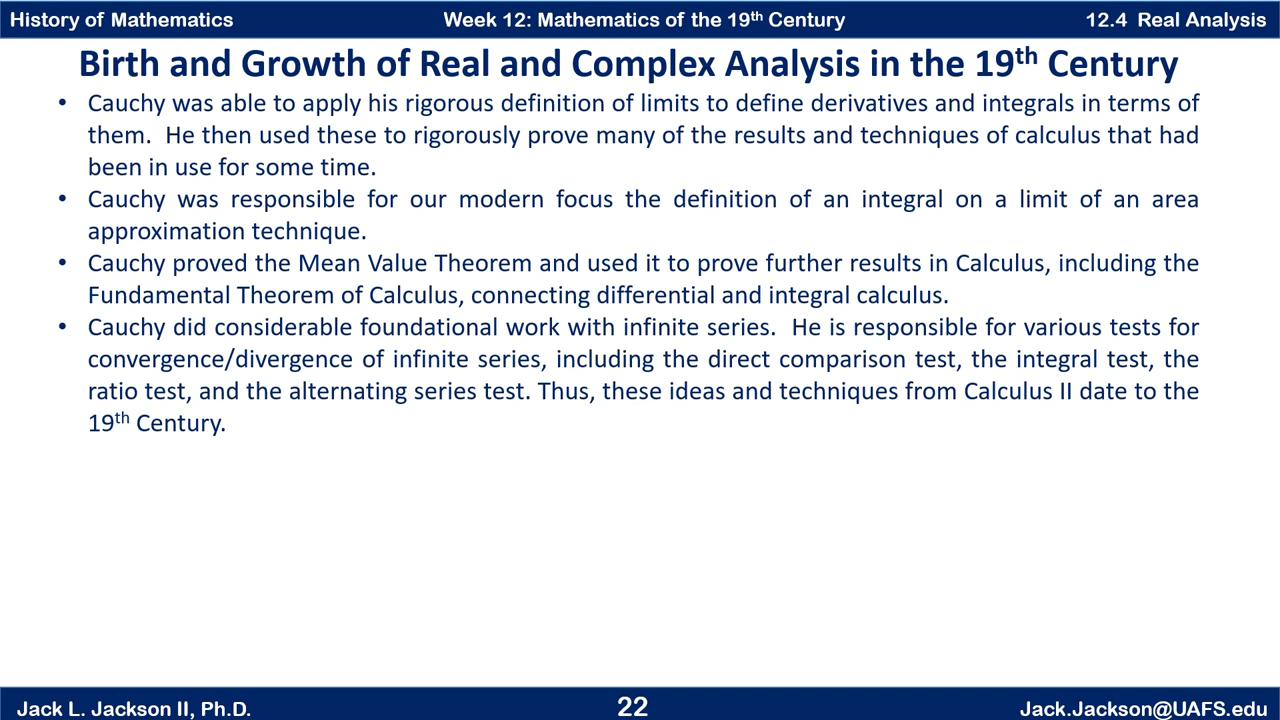 History of Mathematics
Week 12: Mathematics of the 19th Century
12.4 Real Analysis
Birth and Growth of Real and Complex Analysis in the 19th Century
• Cauchy was able to apply his rigorous definition of limits to define derivatives and integrals in terms of
them. He then used these to rigorously prove many of the results and techniques of calculus that had
been in use for some time.
• Cauchy was responsible for our modern focus the definition of an integral on a limit of an area
approximation technique.
• Cauchy proved the Mean Value Theorem and used it to prove further results in Calculus, including the
Fundamental Theorem of Calculus, connecting differential and integral calculus.
• Cauchy did considerable foundational work with infinite series. He is responsible for various tests for
convergence/divergence of infinite series, including the direct comparison test, the integral test, the
ratio test, and the alternating series test. Thus, these ideas and techniques from Calculus II date to the
19th Century.
Jack L. Jackson II, Ph.D.
22
Jack.Jackson@UAFS.edu